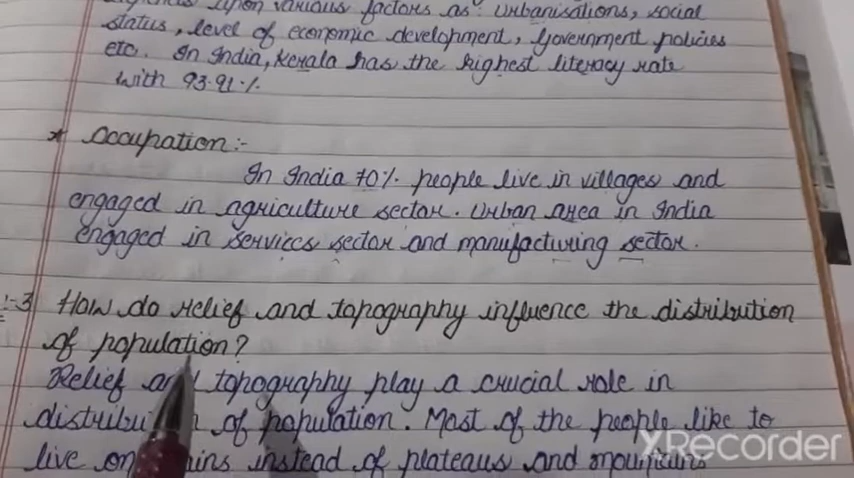 upon various factors as: urbanisations, social
status, level of economic development, Government policies
etc. In India, Kerala has the highest literacy rate
with 93.91.%
* Occupation:-
In India 70%. people live in villages and
engaged in agriculture sector. Urban area in India
engaged in services sector and manufacturing sector.
:-3 How do relief and topography influence the distribution
of population?
Relief and topography play a crucial role in
of population. Most of the people like to
live on instead of plateaus and mountains
XRecorder